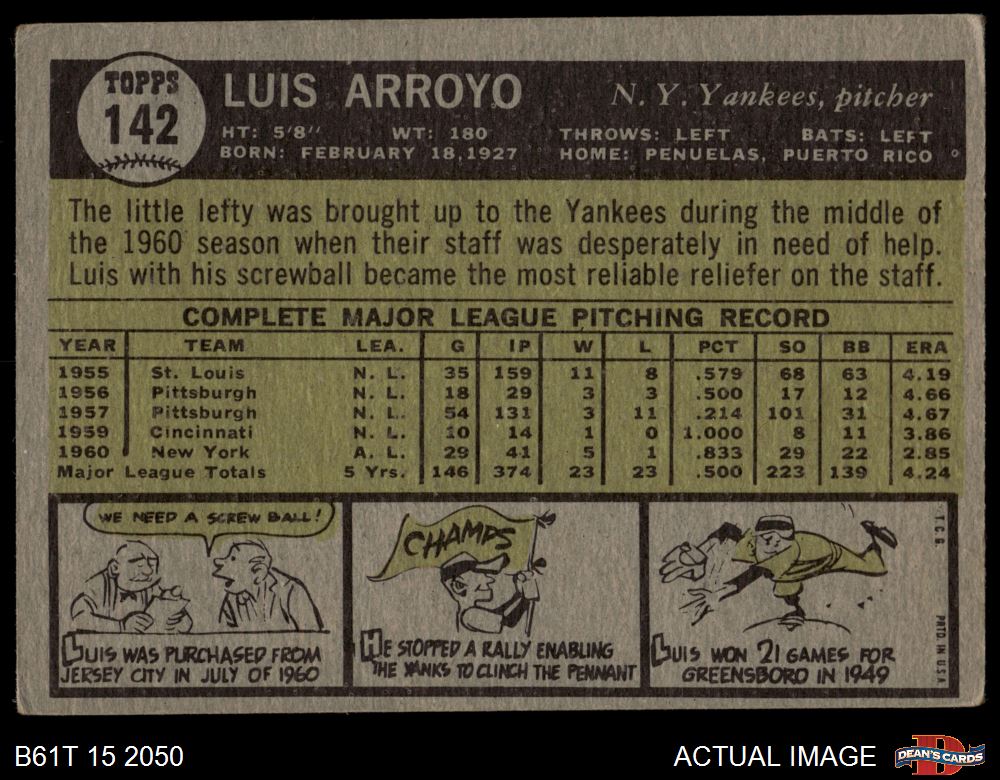 TOPPS
142
LUIS ARROYO
N. Y. Yankees, pitcher
HT: 5'8" WT: 180 THROWS: LEFT BATS: LEFT
BORN: FEBRUARY 18, 1927 HOME: PENUELAS, PUERTO RICO
The little lefty was brought up to the Yankees during the middle of
the 1960 season when their staff was desperately in need of help.
Luis with his screwball became the most reliable reliefer on the staff.
COMPLETE MAJOR LEAGUE PITCHING RECORD
YEAR TEAM LEA. G IP W L PCT SO BB ERA
1955 St. Louis N. L. 35 159 11 8 .579 68 63 4.19
1956 Pittsburgh N. L. 18 29 3 3 .500 17 12 4.66
1957 Pittsburgh N. L. 54 131 3 11 .214 101 31 4.67
1959 Cincinnati N. L. 10 14 1 0 1.000 8 11 3.86
1960 New York A. L. 29 41 5 1 .833 29 22 2.85
Major League Totals 5 Yrs. 146 374 23 23 .500 223 139 4.24
WE NEED A SCREW BALL!
LUIS WAS PURCHASED FROM
JERSEY CITY IN JULY OF 1960
CHAMPS
HE STOPPED A RALLY ENABLING
THE YANKS TO CLINCH THE PENNANT
LUIS WON 21 GAMES FOR
GREENSBORO IN 1949
T. C. G. PRTD. IN U.S.A.
B61T 15 2050
ACTUAL IMAGE
DEAN'S CARDS